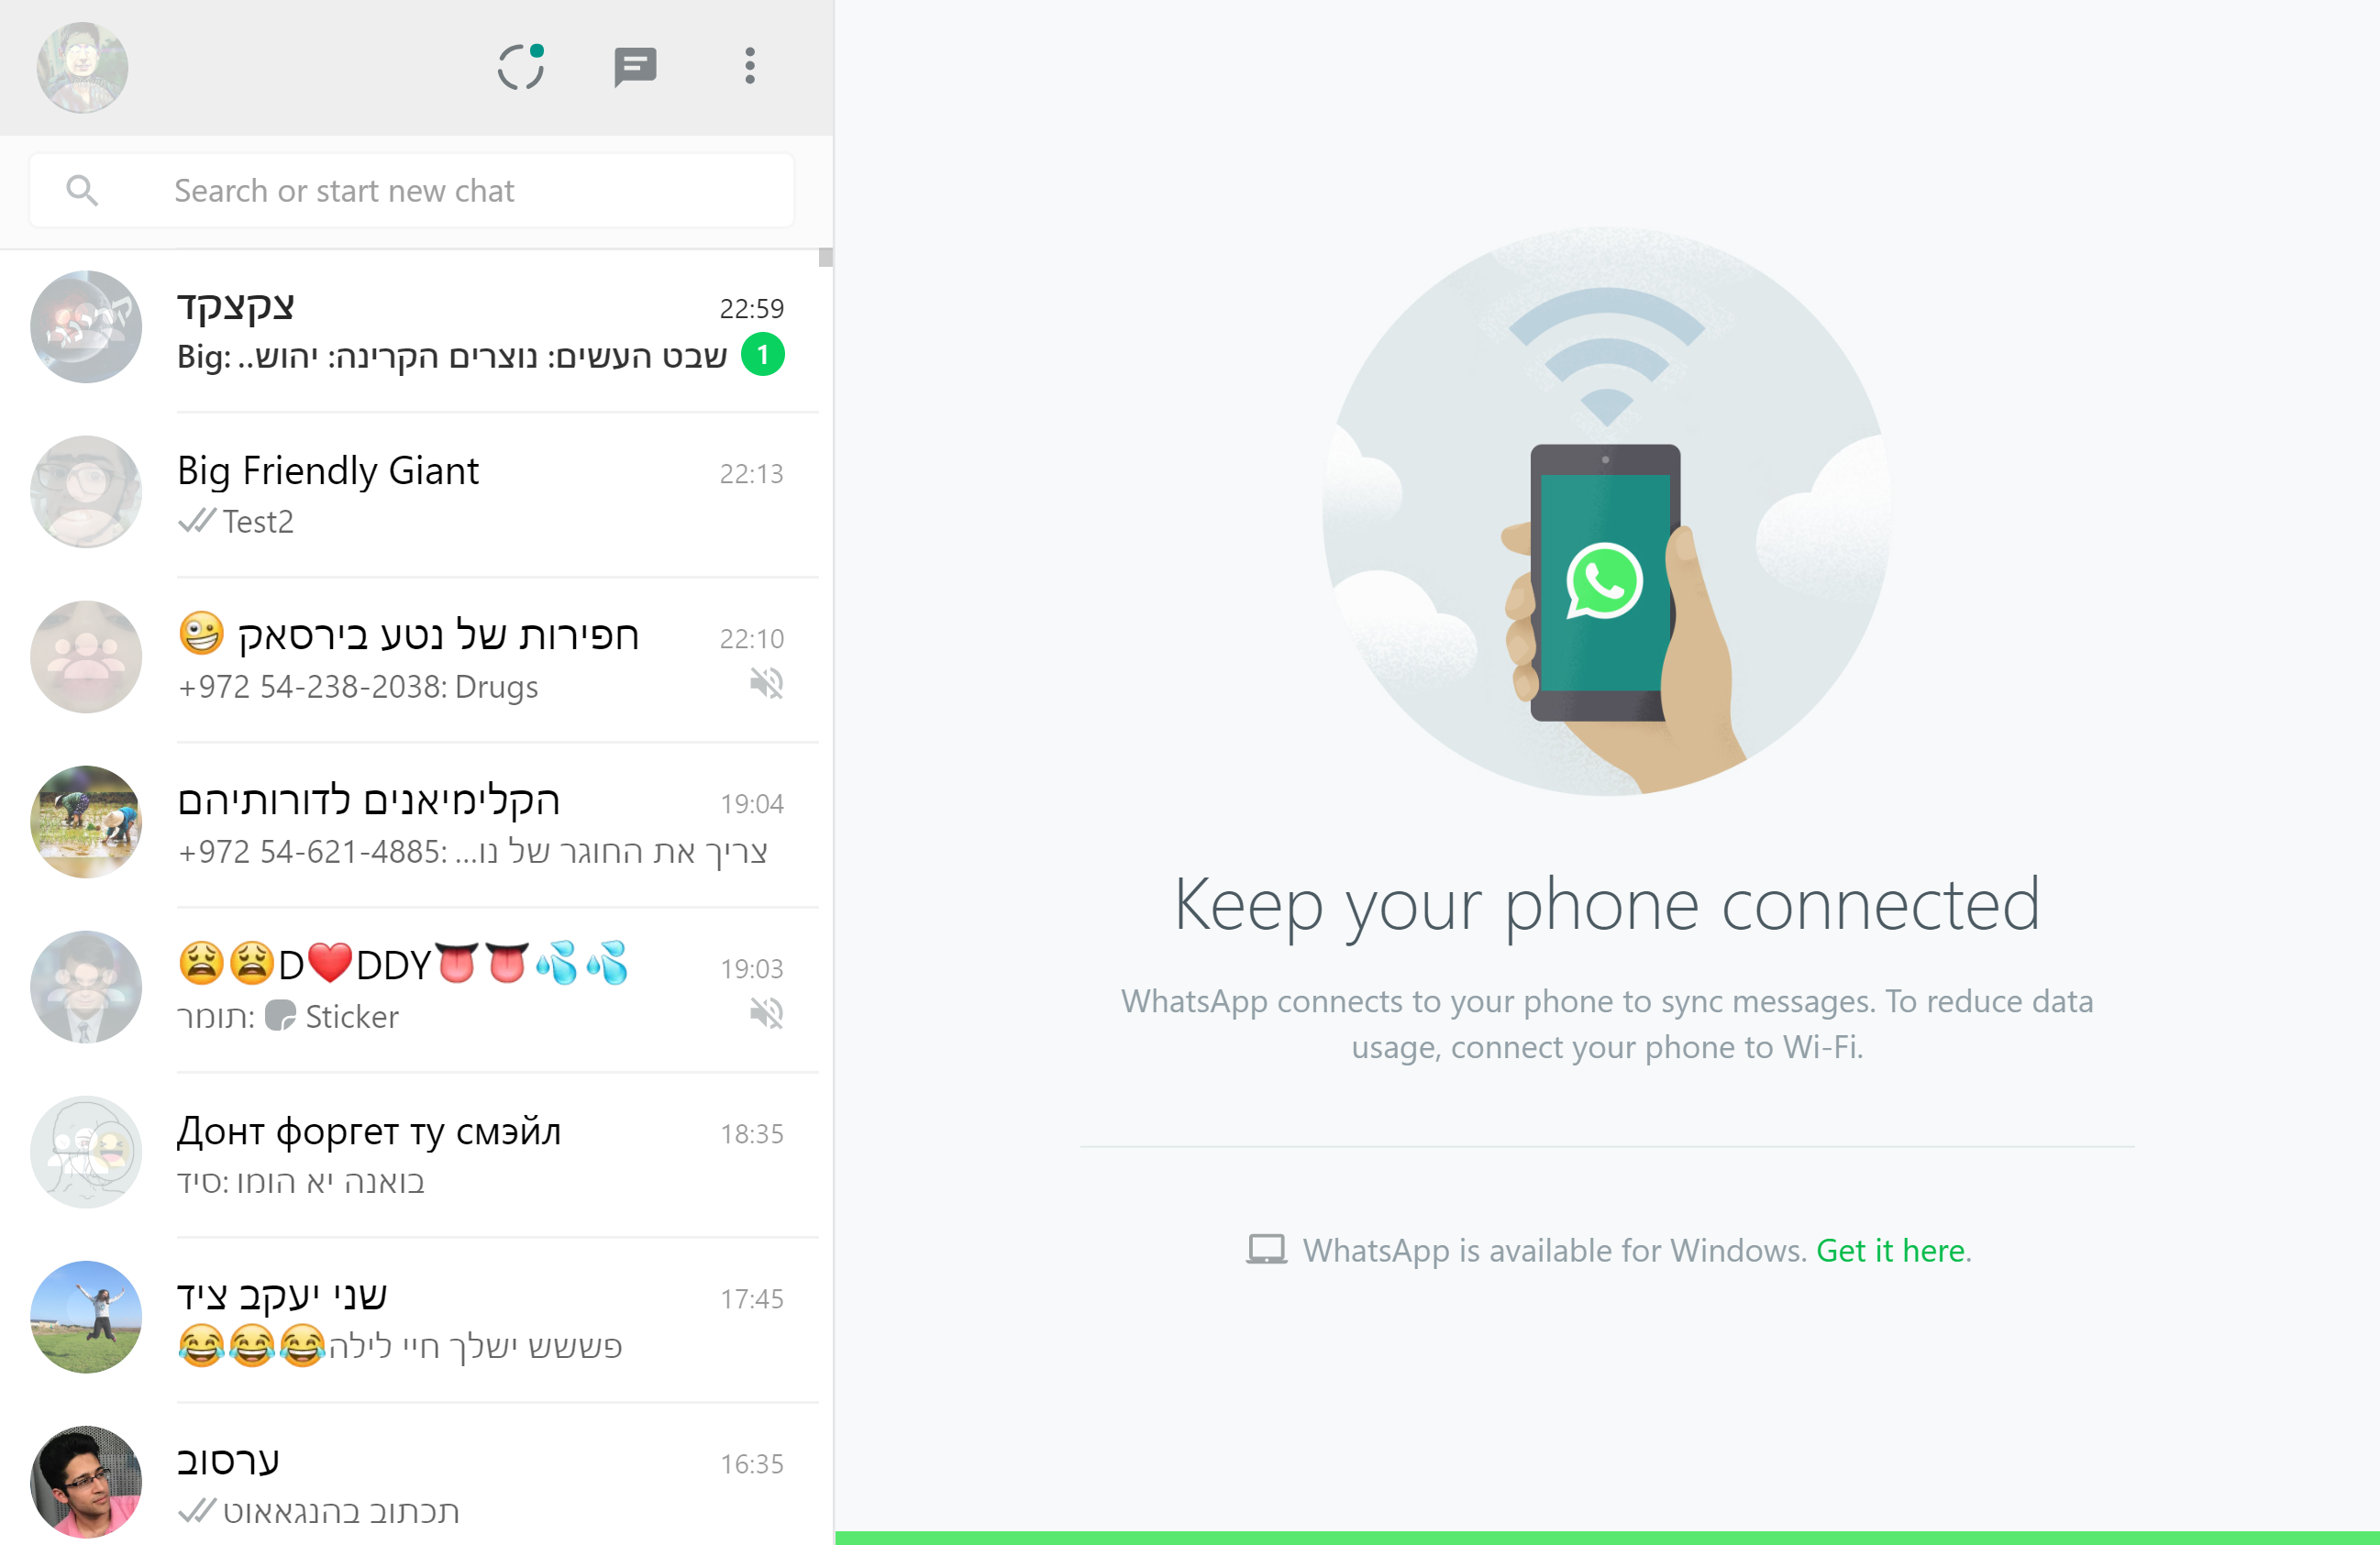 Search or start new chat
צקצקד
22:59
Big: שבט העשים: נוצרים הקרינה: יהוש..
1
Big Friendly Giant
22:13
Test2
חפירות של נטע בירסאק 🤪
22:10
+972 54-238-2038: Drugs
הקלימיאנים לדורותיהם
19:04
+972 54-621-4885: צריך את החוגר של נו...
😩😩D❤️DDY👅👅💦💦
19:03
תומר: Sticker
Донт форгет ту смэйл
18:35
סיד: בואנה יא הומו
שני יעקב ציד
17:45
פששש ישלך חיי לילה😂😂😂
ערסוב
16:35
תכתוב בהנגאאוט
Keep your phone connected
WhatsApp connects to your phone to sync messages. To reduce data
usage, connect your phone to Wi-Fi.
WhatsApp is available for Windows. Get it here.